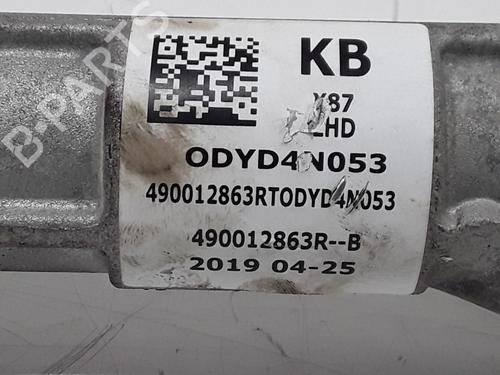 KB
X87
LHD
ODYD4N053
490012863RTODYD4N053
490012863R--B
2019 04-25
B-PARTS